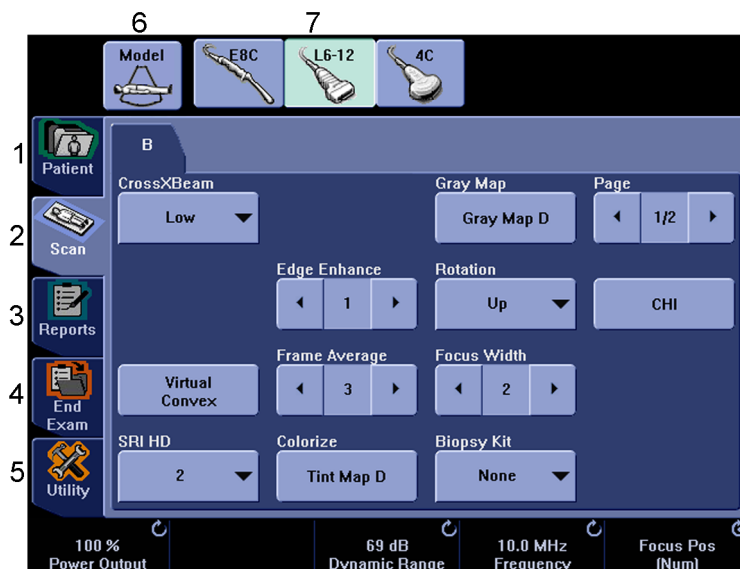 6 7
Model E8C L6-12 4C
1
Patient
B
CrossXBeam Gray Map Page
Low Gray Map D 1/2
2
Scan
Edge Enhance Rotation
1 Up CHI
3
Reports
Frame Average Focus Width
Virtual
Convex
3 2
4
End
Exam
SRI HD Colorize Biopsy Kit
2 Tint Map D None
5
Utility
100 % 69 dB 10.0 MHz Focus Pos
Power Output Dynamic Range Frequency (Num)